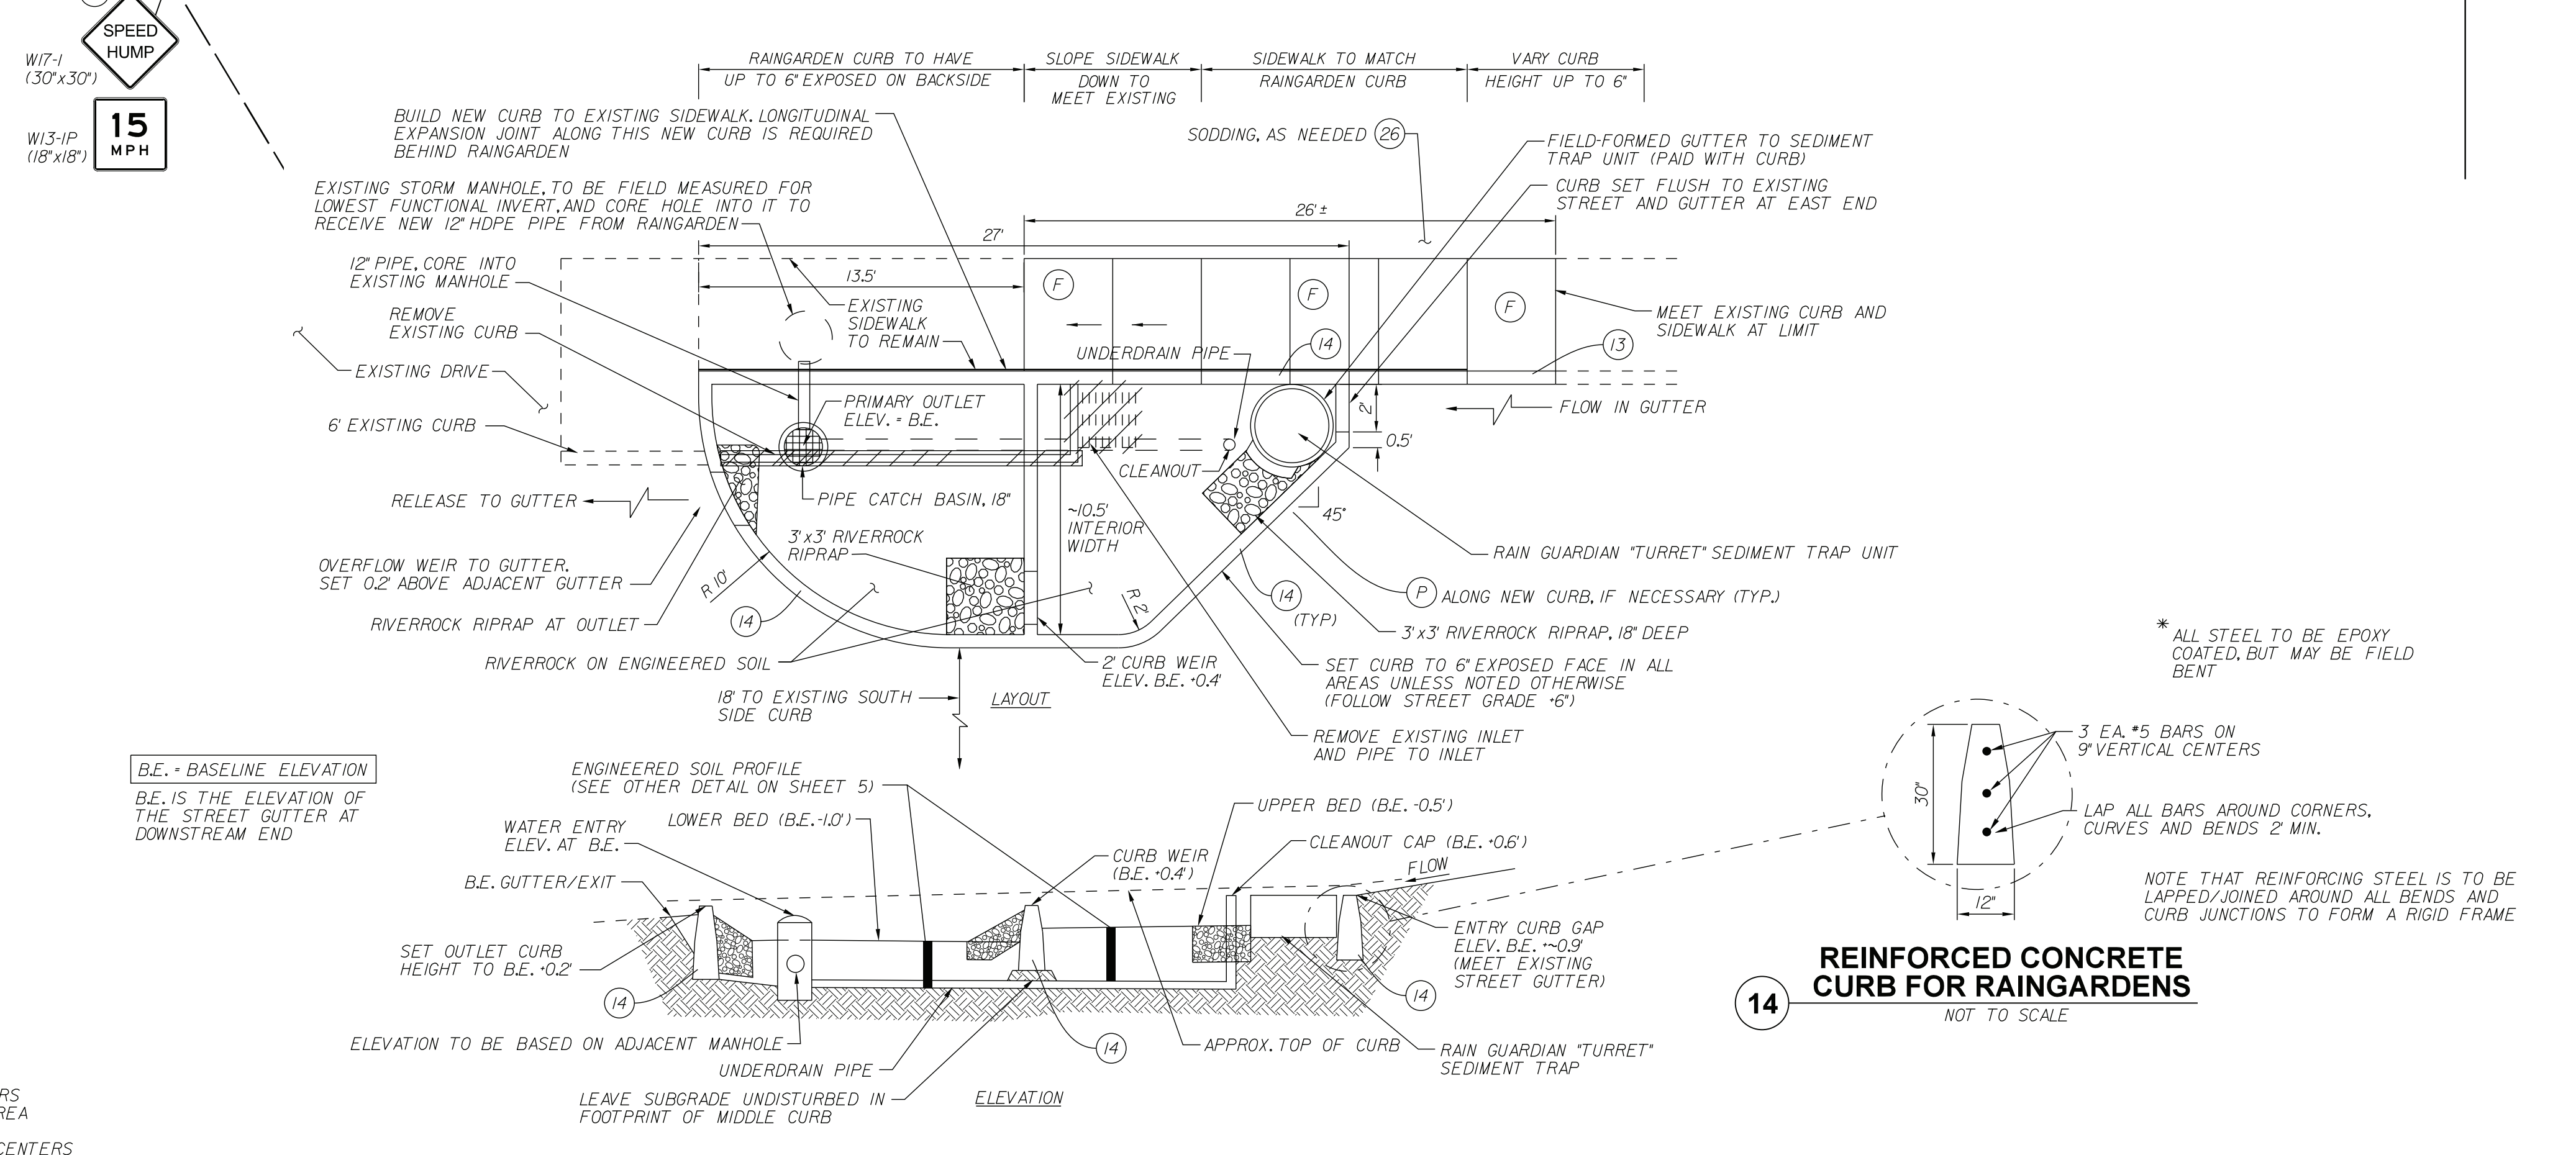 SPEED
HUMP
W17-1
(30"x30")
15
MPH
W13-1P
(18"x18")
RAINGARDEN CURB TO HAVE
UP TO 6" EXPOSED ON BACKSIDE
SLOPE SIDEWALK
DOWN TO
MEET EXISTING
SIDEWALK TO MATCH
RAINGARDEN CURB
VARY CURB
HEIGHT UP TO 6"
BUILD NEW CURB TO EXISTING SIDEWALK. LONGITUDINAL
EXPANSION JOINT ALONG THIS NEW CURB IS REQUIRED
BEHIND RAINGARDEN
SODDING, AS NEEDED 26
FIELD-FORMED GUTTER TO SEDIMENT
TRAP UNIT (PAID WITH CURB)
CURB SET FLUSH TO EXISTING
STREET AND GUTTER AT EAST END
EXISTING STORM MANHOLE, TO BE FIELD MEASURED FOR
LOWEST FUNCTIONAL INVERT, AND CORE HOLE INTO IT TO
RECEIVE NEW 12" HDPE PIPE FROM RAINGARDEN
26' ±
27'
13.5'
12" PIPE, CORE INTO
EXISTING MANHOLE
REMOVE
EXISTING CURB
EXISTING
SIDEWALK
TO REMAIN
F
F
F
MEET EXISTING CURB AND
SIDEWALK AT LIMIT
13
14
UNDERDRAIN PIPE
EXISTING DRIVE
6' EXISTING CURB
PRIMARY OUTLET
ELEV. = B.E.
2'
0.5'
FLOW IN GUTTER
CLEANOUT
RELEASE TO GUTTER
PIPE CATCH BASIN, 18"
~10.5'
INTERIOR
WIDTH
45°
3'x3' RIVERROCK
RIPRAP
RAIN GUARDIAN "TURRET" SEDIMENT TRAP UNIT
OVERFLOW WEIR TO GUTTER.
SET 0.2' ABOVE ADJACENT GUTTER
R 10'
R 2'
14
14
(TYP)
P ALONG NEW CURB, IF NECESSARY (TYP.)
RIVERROCK RIPRAP AT OUTLET
3'x3' RIVERROCK RIPRAP, 18" DEEP
RIVERROCK ON ENGINEERED SOIL
2' CURB WEIR
ELEV. B.E. +0.4'
SET CURB TO 6" EXPOSED FACE IN ALL
AREAS UNLESS NOTED OTHERWISE
(FOLLOW STREET GRADE +6")
18' TO EXISTING SOUTH
SIDE CURB
LAYOUT
REMOVE EXISTING INLET
AND PIPE TO INLET
* ALL STEEL TO BE EPOXY
COATED, BUT MAY BE FIELD
BENT
3 EA. #5 BARS ON
9" VERTICAL CENTERS
30"
LAP ALL BARS AROUND CORNERS,
CURVES AND BENDS 2' MIN.
12"
NOTE THAT REINFORCING STEEL IS TO BE
LAPPED/JOINED AROUND ALL BENDS AND
CURB JUNCTIONS TO FORM A RIGID FRAME
14
REINFORCED CONCRETE
CURB FOR RAINGARDENS
NOT TO SCALE
B.E. = BASELINE ELEVATION
B.E. IS THE ELEVATION OF
THE STREET GUTTER AT
DOWNSTREAM END
ENGINEERED SOIL PROFILE
(SEE OTHER DETAIL ON SHEET 5)
WATER ENTRY
ELEV. AT B.E.
LOWER BED (B.E.-1.0')
UPPER BED (B.E. -0.5')
CLEANOUT CAP (B.E. +0.6')
CURB WEIR
(B.E. +0.4')
FLOW
B.E. GUTTER/EXIT
ENTRY CURB GAP
ELEV. B.E. +~0.9'
(MEET EXISTING
STREET GUTTER)
SET OUTLET CURB
HEIGHT TO B.E. +0.2'
14
14
14
ELEVATION TO BE BASED ON ADJACENT MANHOLE
APPROX. TOP OF CURB
RAIN GUARDIAN "TURRET"
SEDIMENT TRAP
UNDERDRAIN PIPE
LEAVE SUBGRADE UNDISTURBED IN
FOOTPRINT OF MIDDLE CURB
ELEVATION
RS
REA
CENTERS